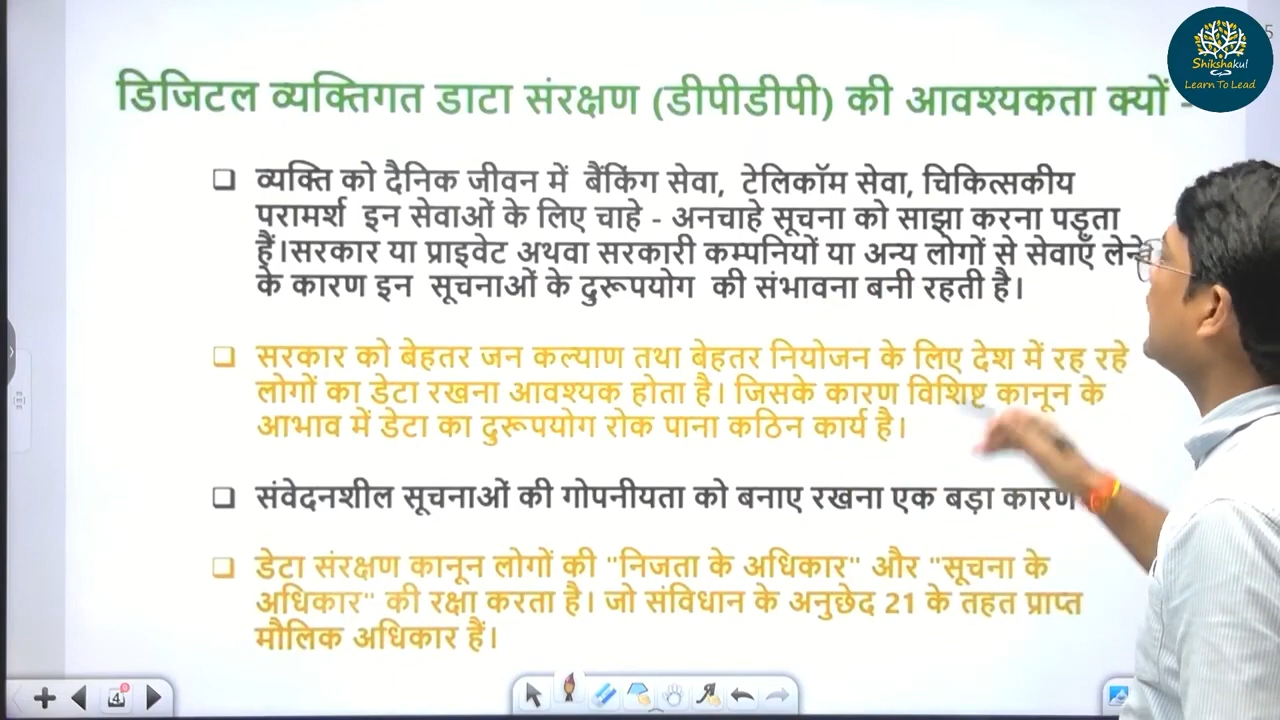 डिजिटल व्यक्तिगत डाटा संरक्षण (डीपीडीपी) की आवश्यकता क्यों -
Shikshakul
Learn To Lead
5
❑ व्यक्ति को दैनिक जीवन में बैंकिंग सेवा, टेलिकॉम सेवा, चिकित्सकीय
परामर्श इन सेवाओं के लिए चाहे - अनचाहे सूचना को साझा करना पड़ता
हैं।सरकार या प्राइवेट अथवा सरकारी कम्पनियों या अन्य लोगों से सेवाएँ लेने
के कारण इन सूचनाओं के दुरूपयोग की संभावना बनी रहती है।
❑ सरकार को बेहतर जन कल्याण तथा बेहतर नियोजन के लिए देश में रह रहे
लोगों का डेटा रखना आवश्यक होता है। जिसके कारण विशिष्ट कानून के
आभाव में डेटा का दुरूपयोग रोक पाना कठिन कार्य है।
❑ संवेदनशील सूचनाओं की गोपनीयता को बनाए रखना एक बड़ा कारण
❑ डेटा संरक्षण कानून लोगों की "निजता के अधिकार" और "सूचना के
अधिकार" की रक्षा करता है। जो संविधान के अनुछेद 21 के तहत प्राप्त
मौलिक अधिकार हैं।
4